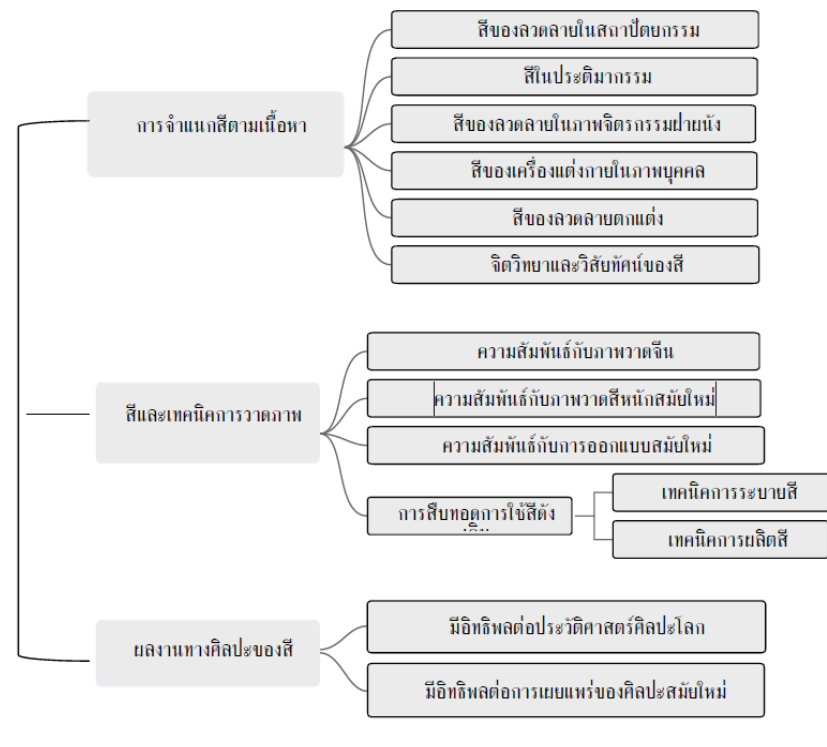 การจำแนกสีตามเนื้อหา
สีของลวดลายในสถาปัตยกรรม
สีในประติมากรรม
สีของลวดลายในภาพจิตรกรรมฝ่ายนัง
สีของเครื่องแต่งกายในภาพบุคคล
สีของลวดลายตกแต่ง
จิตวิทยาและวิสัยทัศน์ของสี
สีและเทคนิคการวาดภาพ
ความสัมพันธ์กับภาพวาดจีน
ความสัมพันธ์กับภาพวาดสีหนักสมัยใหม่
ความสัมพันธ์กับการออกแบบสมัยใหม่
การสืบทอดการใช้สีดั้ง
เทคนิคการระบายสี
เทคนิคการผลิตสี
ผลงานทางศิลปะของสี
มีอิทธิพลต่อประวัติศาสตร์ศิลปะโลก
มีอิทธิพลต่อการเผยแพร่ของศิลปะสมัยใหม่